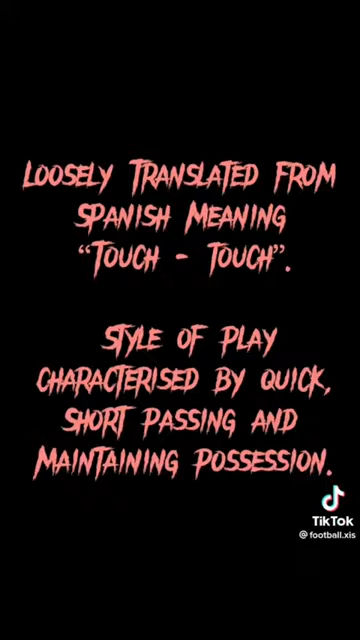 Loosely Translated From
Spanish Meaning
“Touch - Touch”.
Style of Play
characterised by quick,
short passing and
maintaining possession.
TikTok
@ football.xis